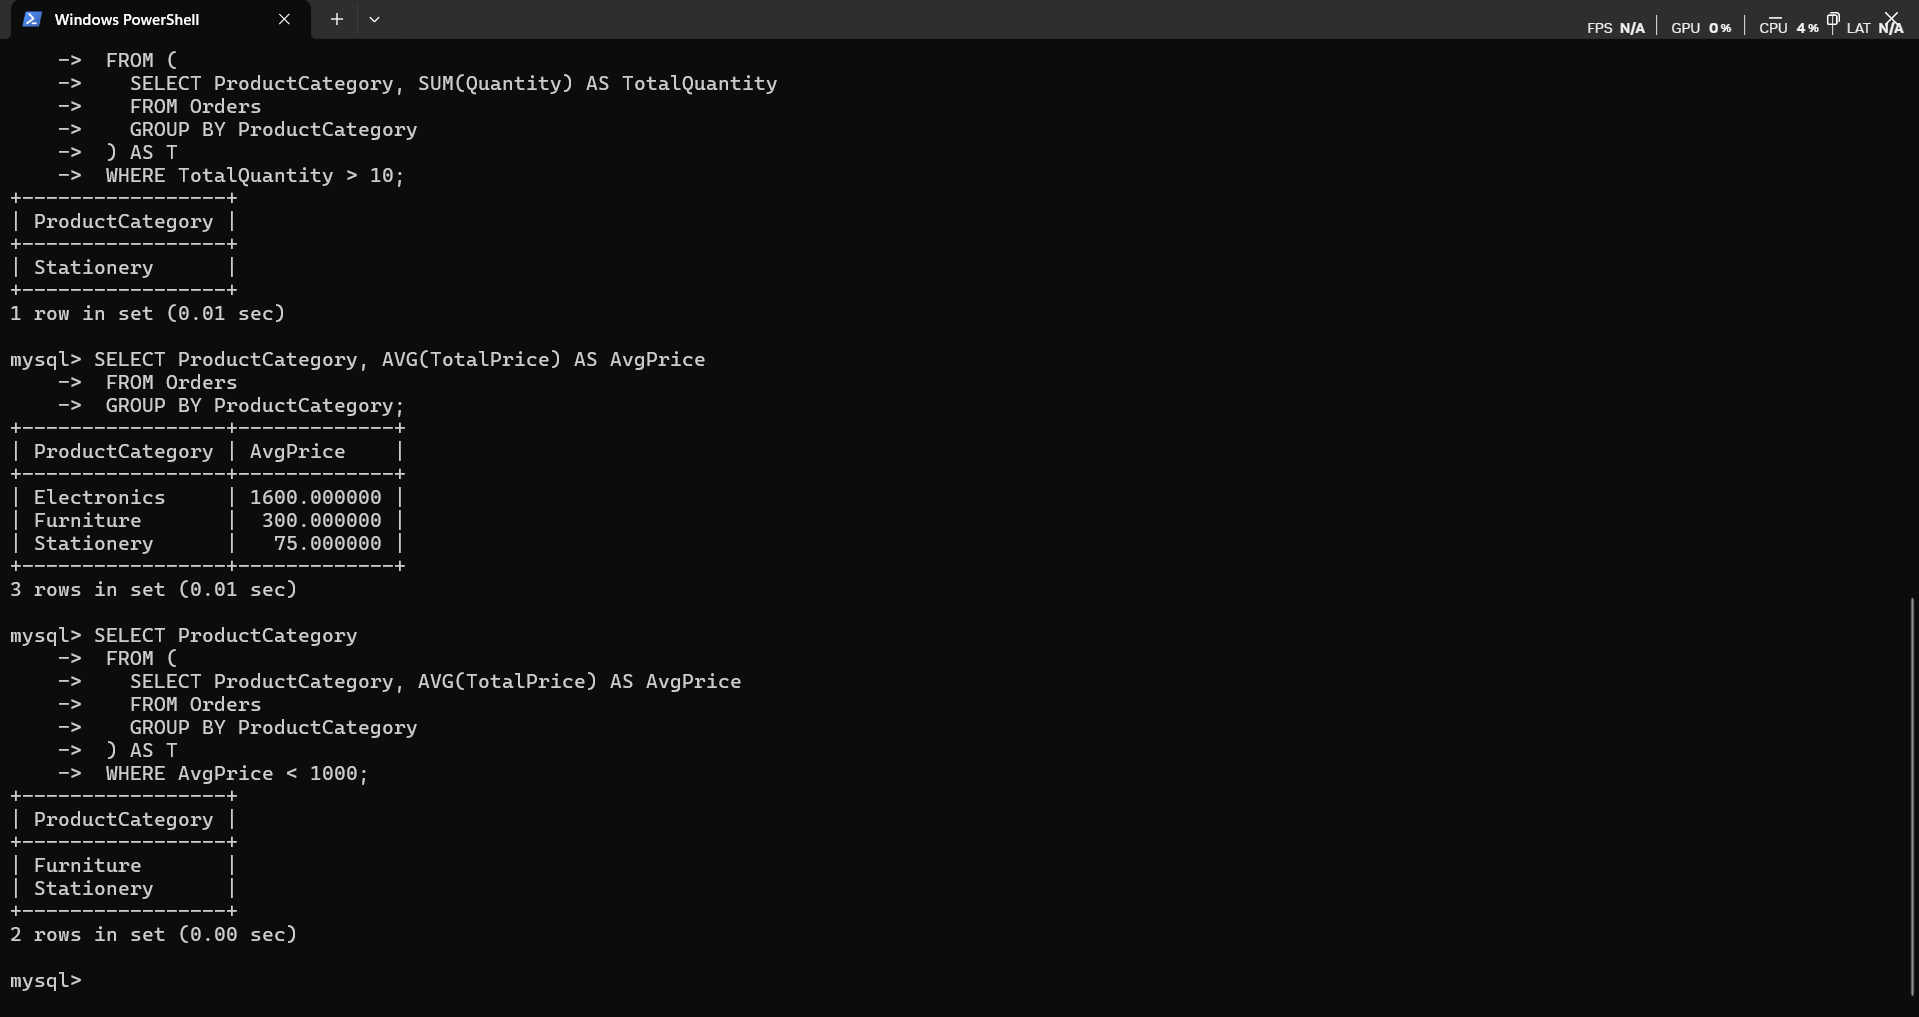 Windows PowerShell
FPS N/A | GPU 0% | CPU 4% | LAT N/A
    ->  FROM (
    ->    SELECT ProductCategory, SUM(Quantity) AS TotalQuantity
    ->    FROM Orders
    ->    GROUP BY ProductCategory
    ->  ) AS T
    ->  WHERE TotalQuantity > 10;
+-----------------+
| ProductCategory |
+-----------------+
| Stationery      |
+-----------------+
1 row in set (0.01 sec)

mysql> SELECT ProductCategory, AVG(TotalPrice) AS AvgPrice
    ->  FROM Orders
    ->  GROUP BY ProductCategory;
+-----------------+-------------+
| ProductCategory | AvgPrice    |
+-----------------+-------------+
| Electronics     | 1600.000000 |
| Furniture       |  300.000000 |
| Stationery      |   75.000000 |
+-----------------+-------------+
3 rows in set (0.01 sec)

mysql> SELECT ProductCategory
    ->  FROM (
    ->    SELECT ProductCategory, AVG(TotalPrice) AS AvgPrice
    ->    FROM Orders
    ->    GROUP BY ProductCategory
    ->  ) AS T
    ->  WHERE AvgPrice < 1000;
+-----------------+
| ProductCategory |
+-----------------+
| Furniture       |
| Stationery      |
+-----------------+
2 rows in set (0.00 sec)

mysql>